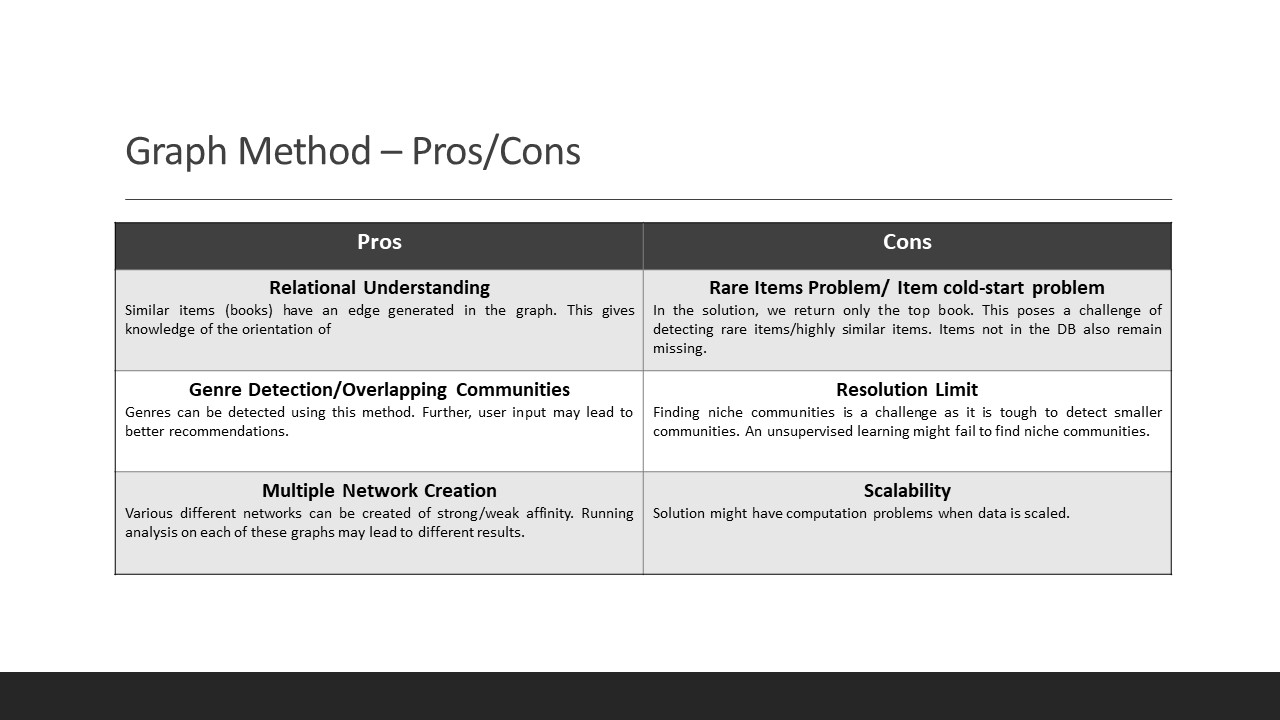 Graph Method – Pros/Cons
Pros
Cons
Relational Understanding
Similar items (books) have an edge generated in the graph. This gives
knowledge of the orientation of
Rare Items Problem/ Item cold-start problem
In the solution, we return only the top book. This poses a challenge of
detecting rare items/highly similar items. Items not in the DB also remain
missing.
Genre Detection/Overlapping Communities
Genres can be detected using this method. Further, user input may lead to
better recommendations.
Resolution Limit
Finding niche communities is a challenge as it is tough to detect smaller
communities. An unsupervised learning might fail to find niche communities.
Multiple Network Creation
Various different networks can be created of strong/weak affinity. Running
analysis on each of these graphs may lead to different results.
Scalability
Solution might have computation problems when data is scaled.